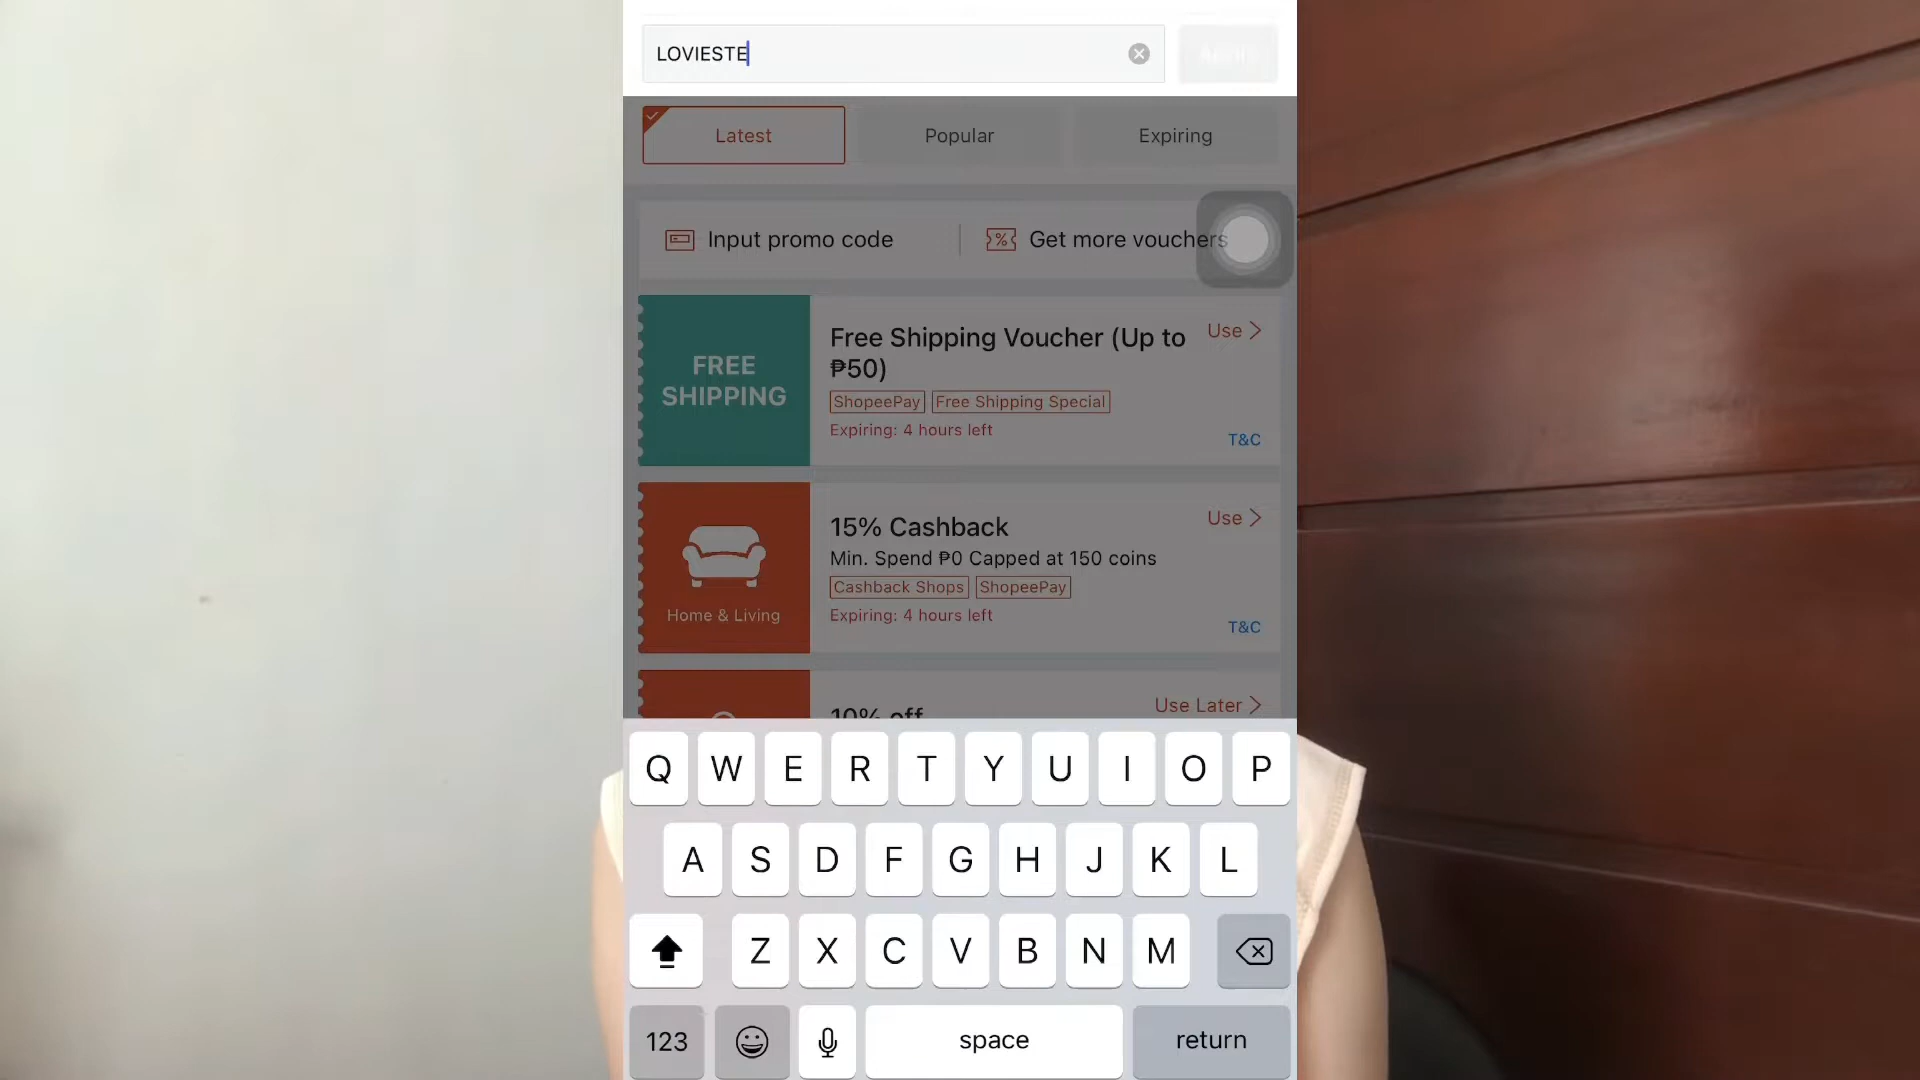 LOVIESTE
Latest
Popular
Expiring
Input promo code
Get more vouchers
FREE
SHIPPING
Free Shipping Voucher (Up to
₱50)
Use
ShopeePay
Free Shipping Special
Expiring: 4 hours left
T&C
Home & Living
15% Cashback
Use
Min. Spend ₱0 Capped at 150 coins
Cashback Shops
ShopeePay
Expiring: 4 hours left
T&C
10% off
Use Later
Q W E R T Y U I O P
A S D F G H J K L
Z X C V B N M
123
space
return